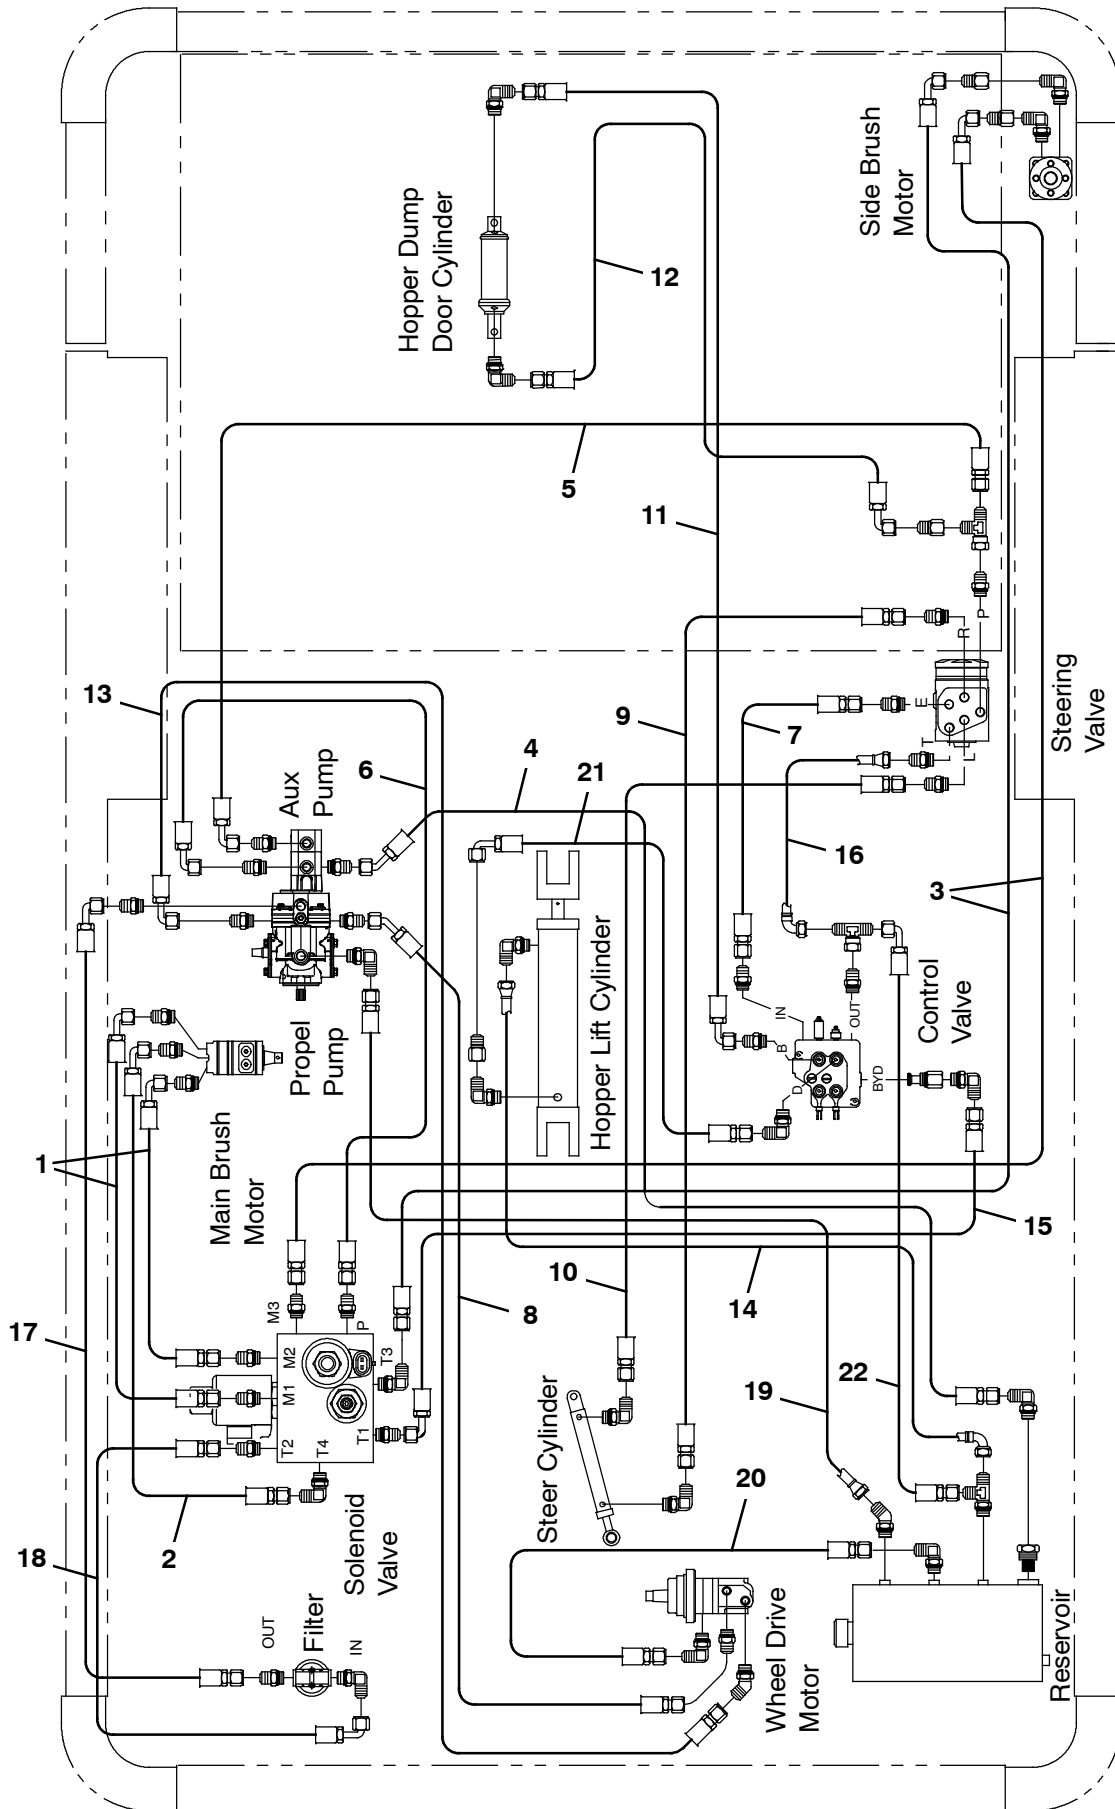 Side Brush
Motor
Hopper Dump
Door Cylinder
12
5
11
P
R
13
9
7
E
Steering
Valve
6
4
21
T
L
Aux
Pump
16
3
Propel
Pump
Hopper Lift Cylinder
IN
OUT
B
D
BYD
Control
Valve
1
Main Brush
Motor
15
10
8
14
17
M3
P
M2
M1
T3
T2
T4
T1
19
22
Steer Cylinder
20
2
18
Solenoid
Valve
OUT
Filter
IN
Wheel Drive
Motor
Reservoir